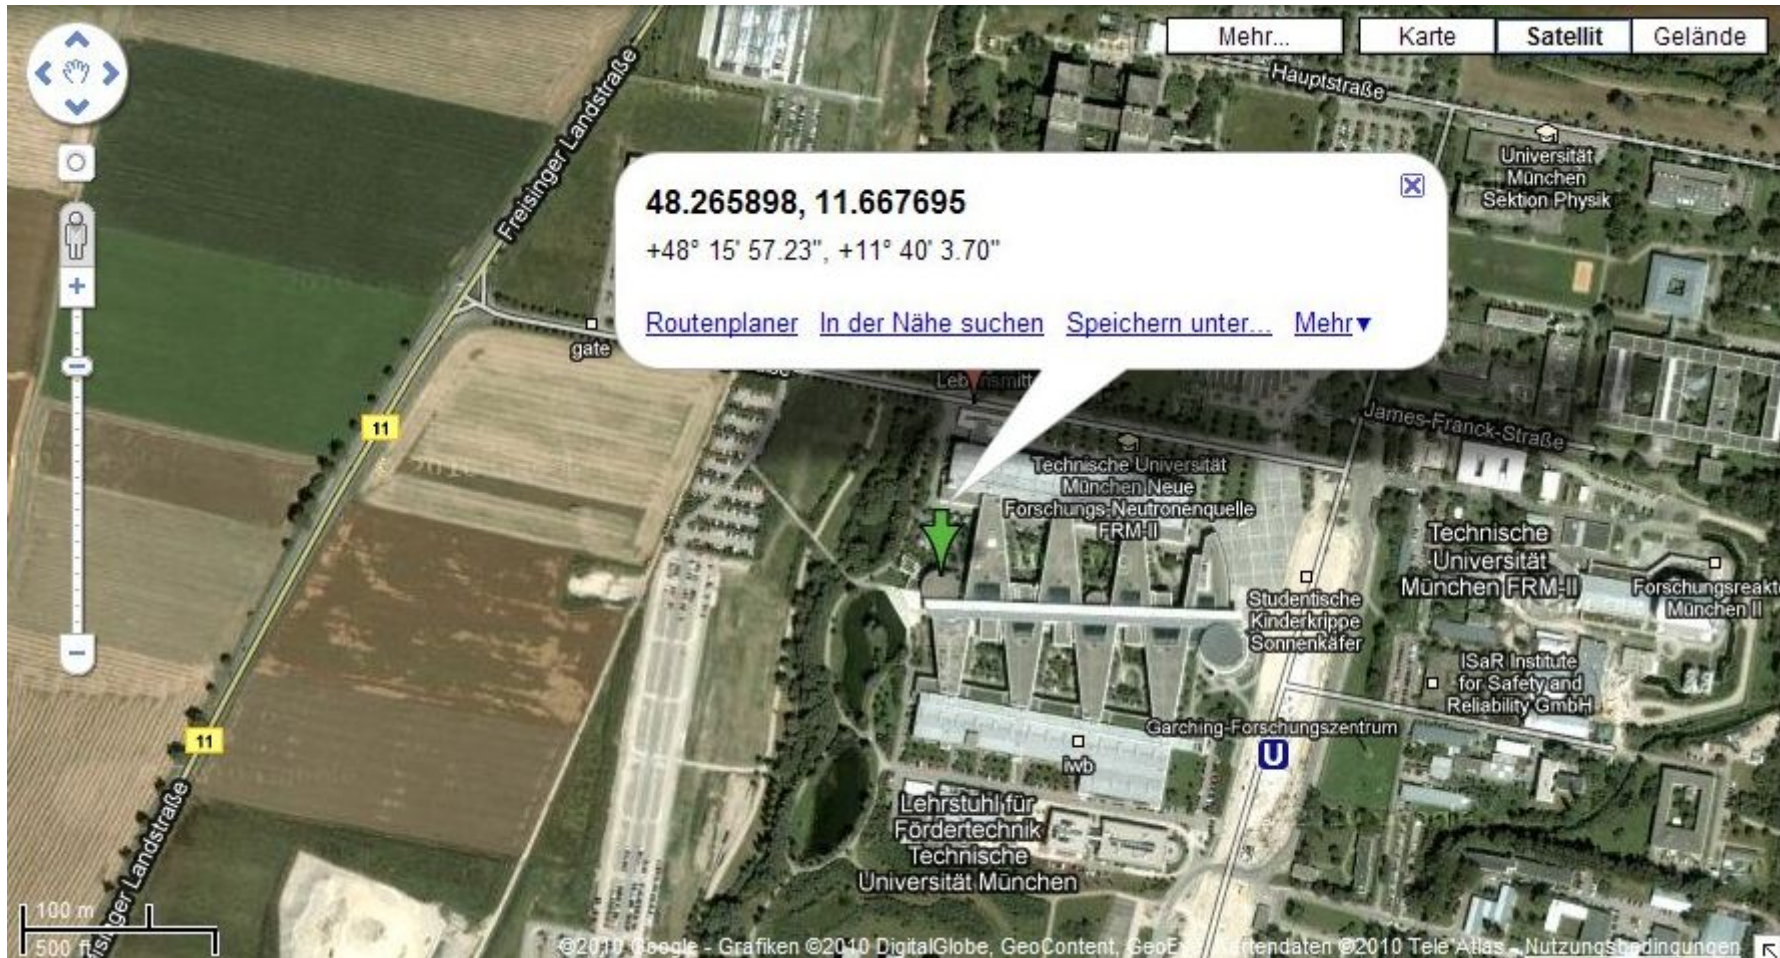 Mehr...
Karte
Satellit
Gelände
Hauptstraße
Universität
München
Sektion Physik
Freisinger Landstraße
48.265898, 11.667695
+48° 15' 57.23", +11° 40' 3.70"
Routenplaner
In der Nähe suchen
Speichern unter...
Mehr▼
gate
11
James-Franck-Straße
Technische Universität
München Neue
Forschungs-Neutronenquelle
FRM-II
Technische
Universität
München FRM-II
Forschungsreakt
München II
Studentische
Kinderkrippe
Sonnenkäfer
ISaR Institute
for Safety and
Reliability GmbH
Garching-Forschungszentrum
U
iwb
11
Lehrstuhl für
Fördertechnik
Technische
Universität München
Landstraße
100 m
500 ft
©2010 Google - Grafiken ©2010 DigitalGlobe, GeoContent, Kartendaten ©2010 Tele Atlas - Nutzungsbedingungen